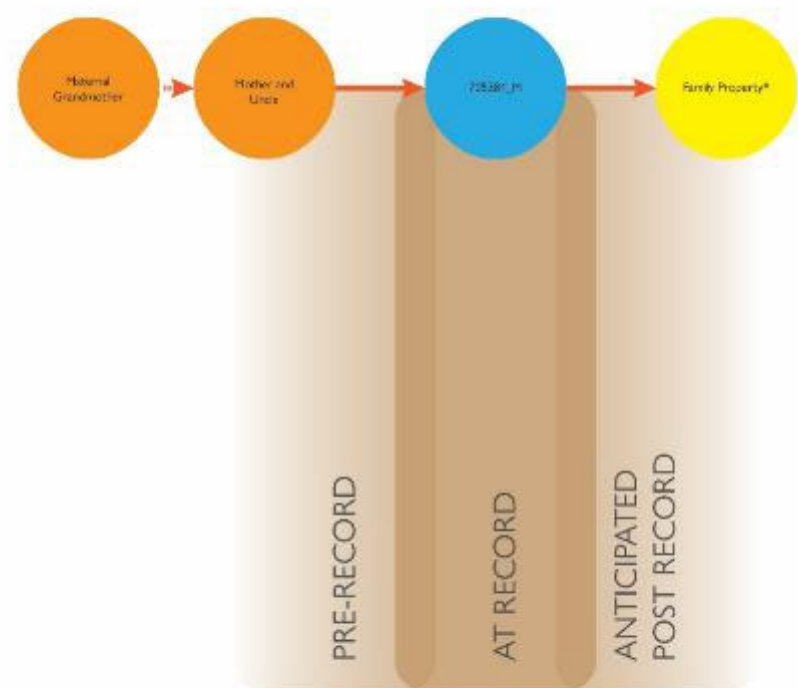 Maternal
Grandmother
Mother and
Uncle
Family Property*
PRE-RECORD
AT RECORD
ANTICIPATED
POST RECORD